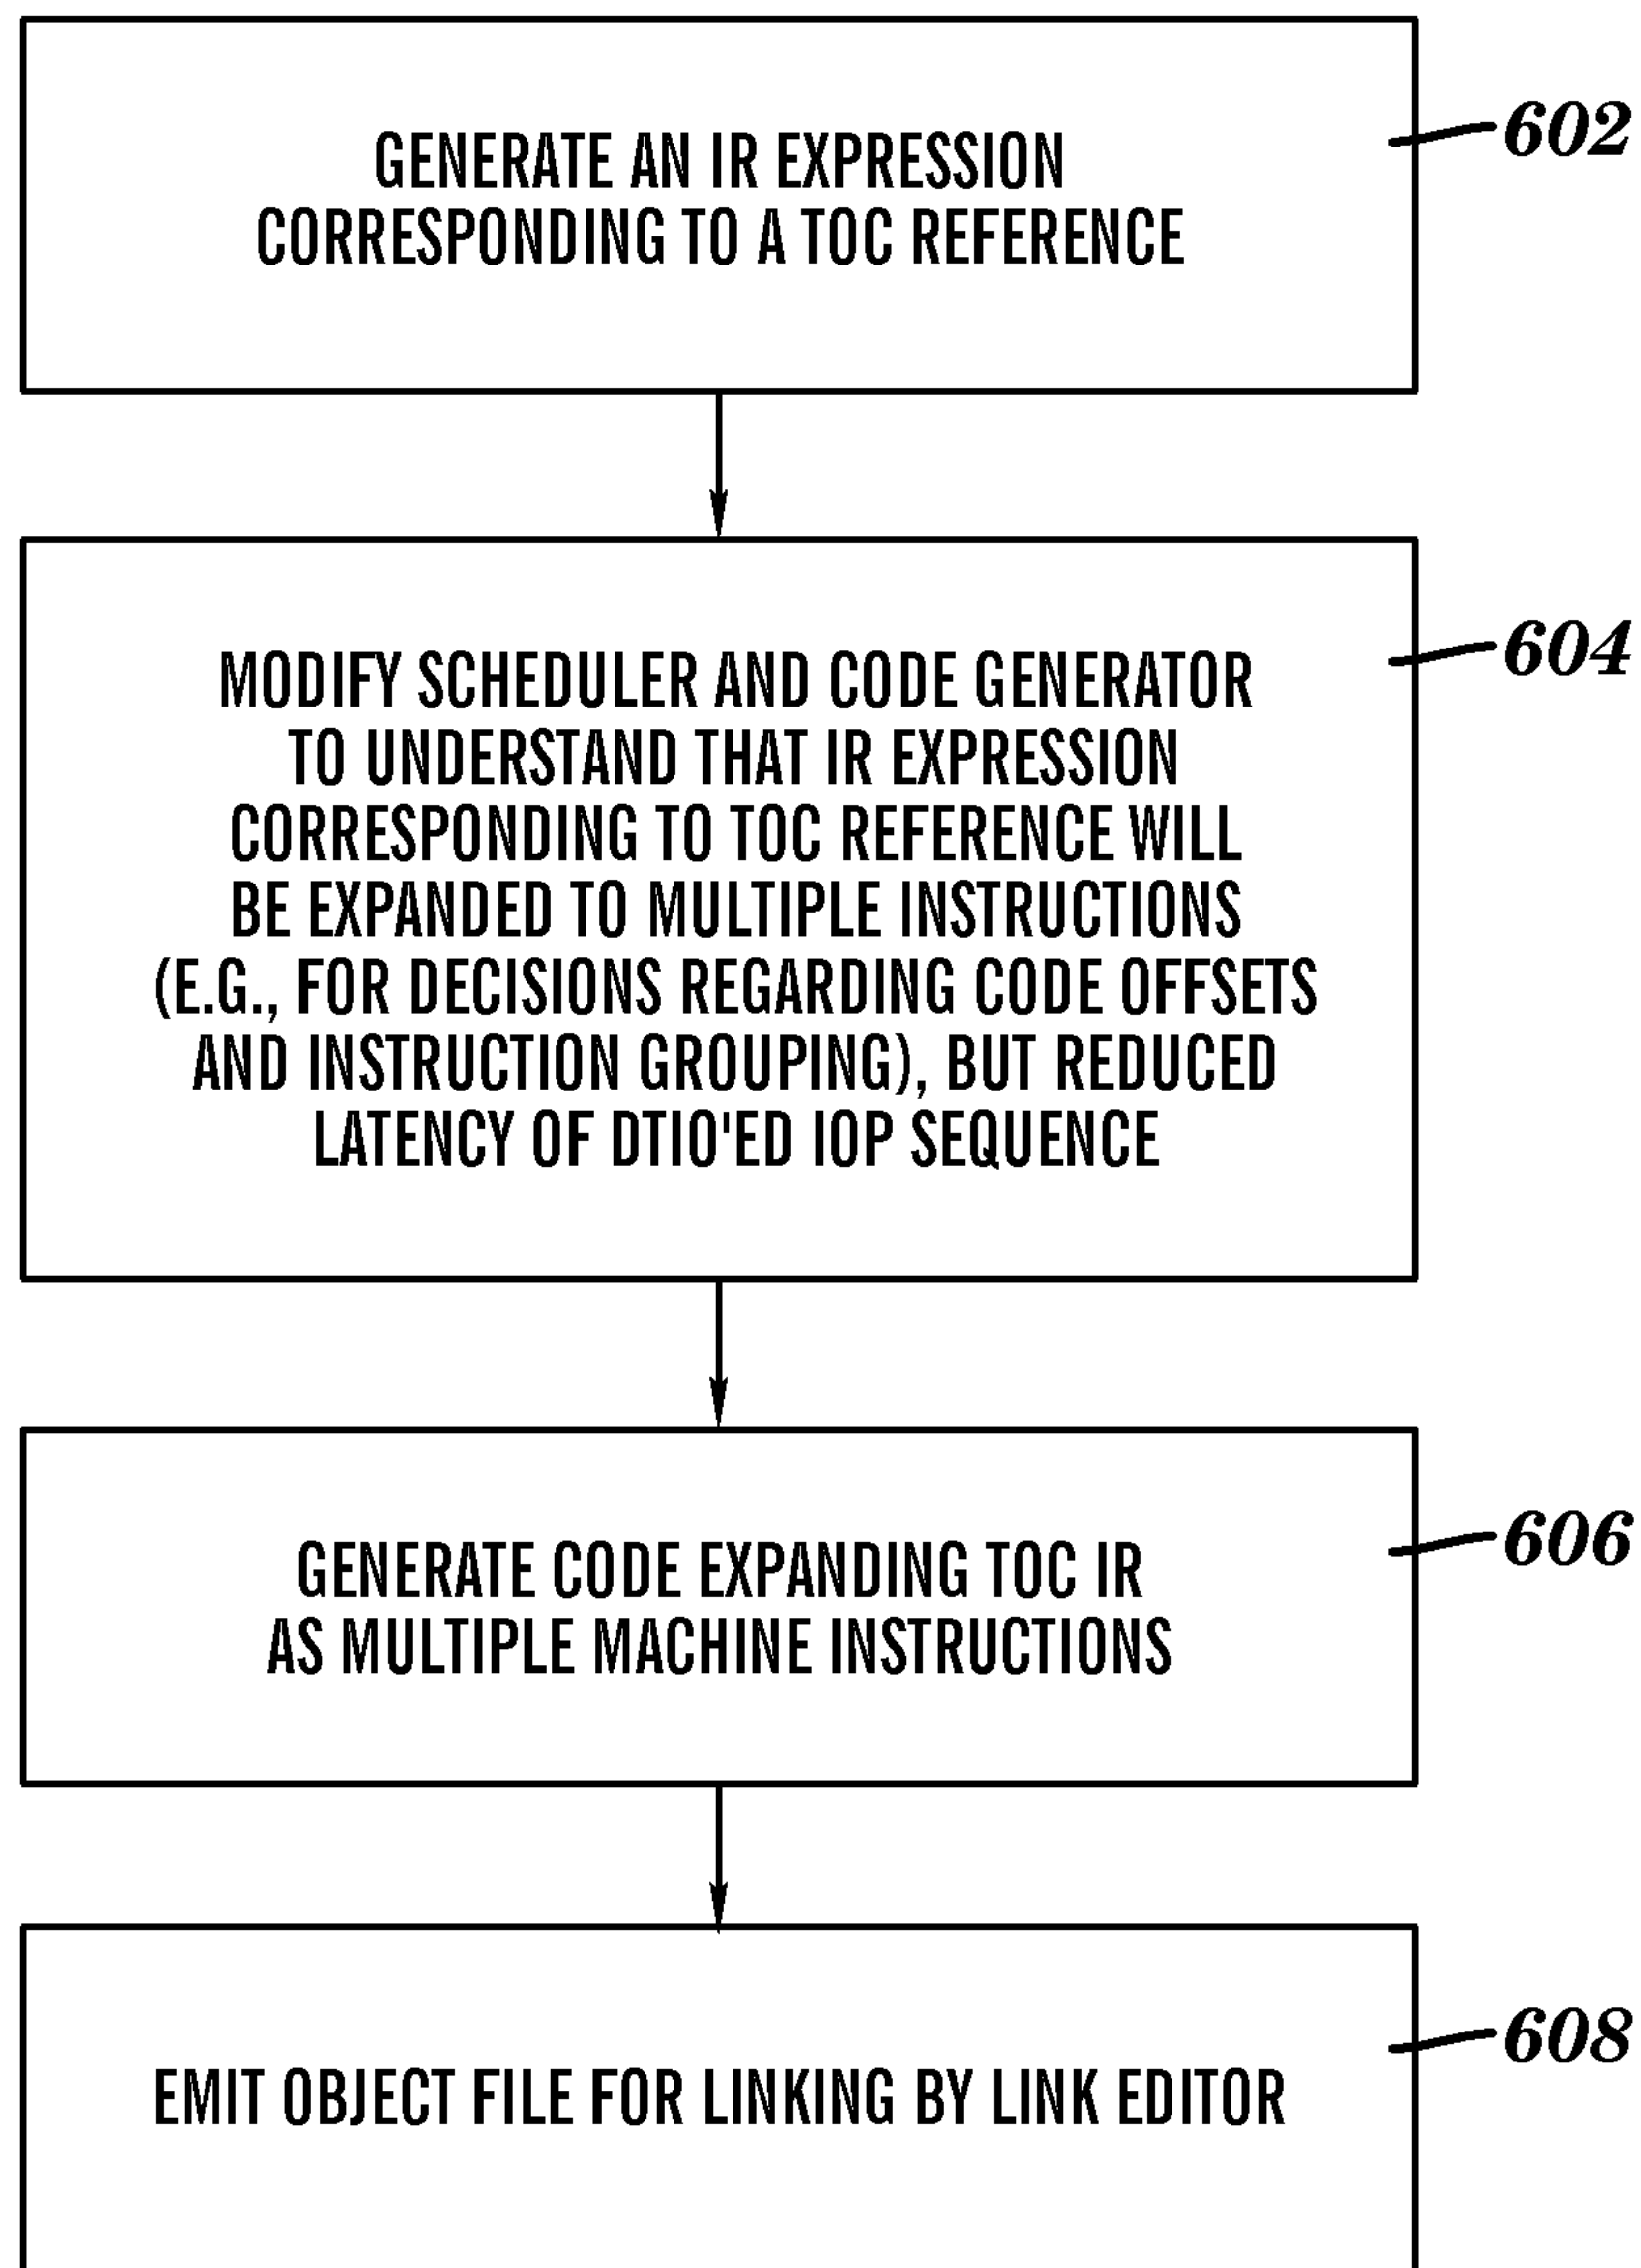 GENERATE AN IR EXPRESSION
CORRESPONDING TO A TOC REFERENCE
602
MODIFY SCHEDULER AND CODE GENERATOR
TO UNDERSTAND THAT IR EXPRESSION
CORRESPONDING TO TOC REFERENCE WILL
BE EXPANDED TO MULTIPLE INSTRUCTIONS
(E.G., FOR DECISIONS REGARDING CODE OFFSETS
AND INSTRUCTION GROUPING), BUT REDUCED
LATENCY OF DTIO'ED IOP SEQUENCE
604
GENERATE CODE EXPANDING TOC IR
AS MULTIPLE MACHINE INSTRUCTIONS
606
EMIT OBJECT FILE FOR LINKING BY LINK EDITOR
608